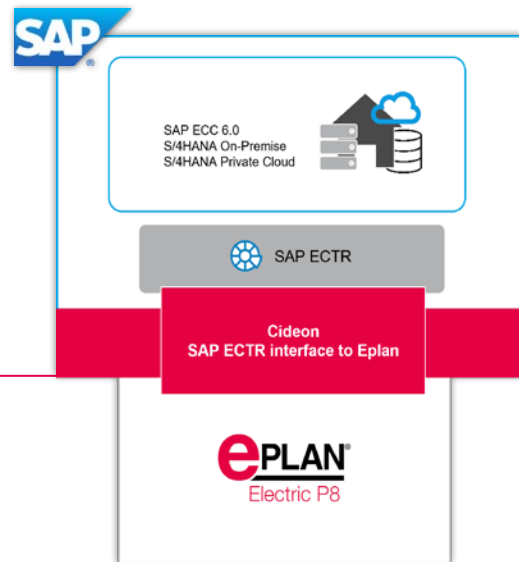 SAP
SAP ECC 6.0
S/4HANA On-Premise
S/4HANA Private Cloud
SAP ECTR
Cideon
SAP ECTR interface to Eplan
ePLAN®
Electric P8